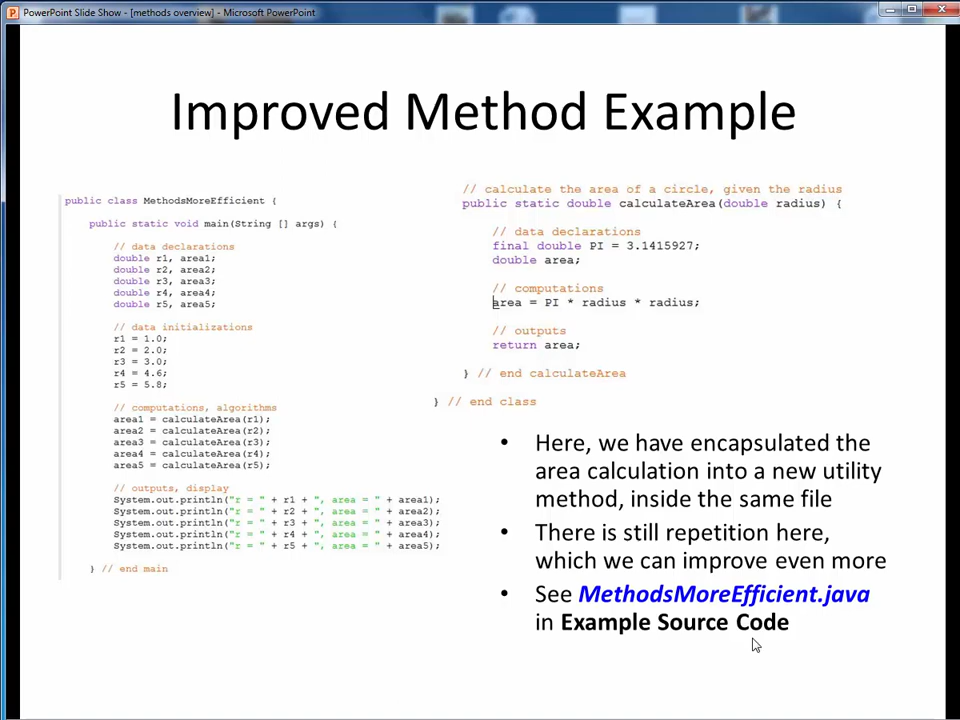 PowerPoint Slide Show - [methods overview] - Microsoft PowerPoint
Improved Method Example
public class MethodsMoreEfficient {
public static void main(String [] args) {
// data declarations
double r1, area1;
double r2, area2;
double r3, area3;
double r4, area4;
double r5, area5;
// data initializations
r1 = 1.0;
r2 = 2.0;
r3 = 3.0;
r4 = 4.6;
r5 = 5.8;
// computations, algorithms
area1 = calculateArea(r1);
area2 = calculateArea(r2);
area3 = calculateArea(r3);
area4 = calculateArea(r4);
area5 = calculateArea(r5);
// outputs, display
System.out.println("r = " + r1 + ", area = " + area1);
System.out.println("r = " + r2 + ", area = " + area2);
System.out.println("r = " + r3 + ", area = " + area3);
System.out.println("r = " + r4 + ", area = " + area4);
System.out.println("r = " + r5 + ", area = " + area5);
} // end main
// calculate the area of a circle, given the radius
public static double calculateArea(double radius) {
// data declarations
final double PI = 3.1415927;
double area;
// computations
area = PI * radius * radius;
// outputs
return area;
} // end calculateArea
} // end class
• Here, we have encapsulated the
area calculation into a new utility
method, inside the same file
• There is still repetition here,
which we can improve even more
• See MethodsMoreEfficient.java
in Example Source Code